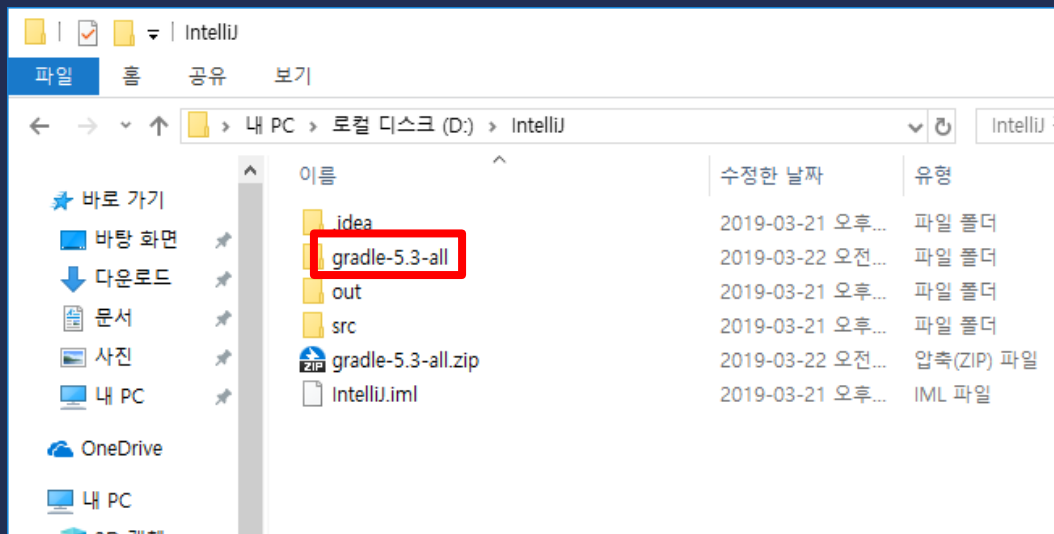 IntelliJ
파일 홈 공유 보기
내 PC 로컬 디스크 (D:) IntelliJ IntelliJ
이름 수정한 날짜 유형
바로 가기
바탕 화면
다운로드
문서
사진
내 PC
OneDrive
내 PC
.idea 2019-03-21 오후... 파일 폴더
gradle-5.3-all 2019-03-22 오전... 파일 폴더
out 2019-03-21 오후... 파일 폴더
src 2019-03-21 오후... 파일 폴더
ZIP gradle-5.3-all.zip 2019-03-22 오전... 압축(ZIP) 파일
IntelliJ.iml 2019-03-21 오후... IML 파일